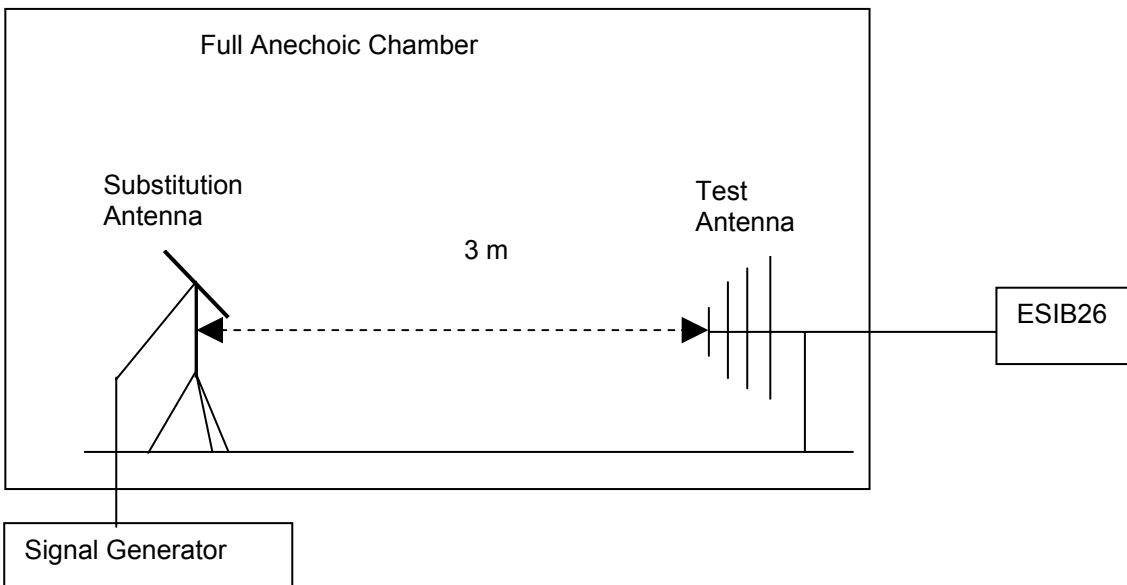 Full Anechoic Chamber
Substitution
Antenna
Test
Antenna
3 m
ESIB26
Signal Generator